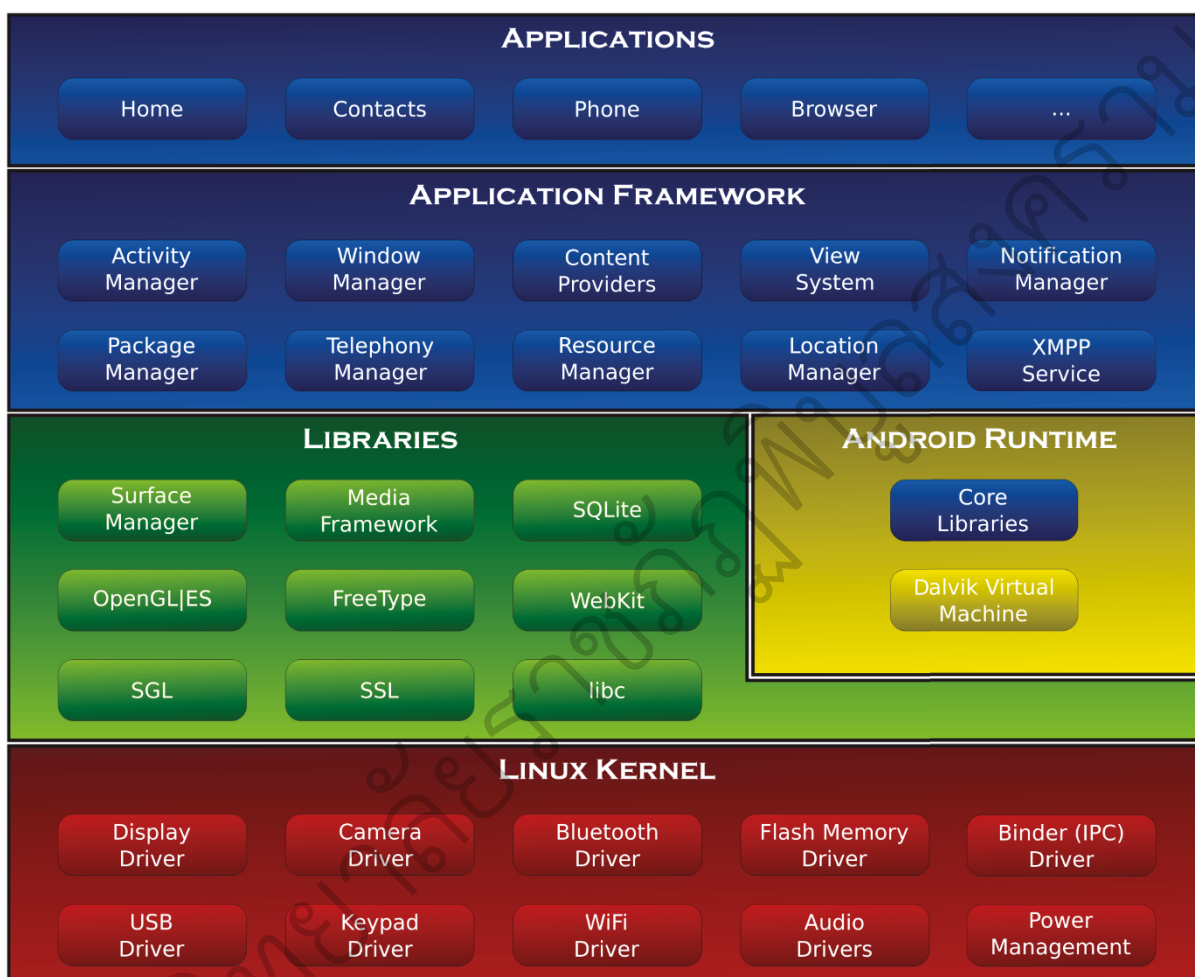 APPLICATIONS
Home
Contacts
Phone
Browser
...
APPLICATION FRAMEWORK
Activity
Manager
Window
Manager
Content
Providers
View
System
Notification
Manager
Package
Manager
Telephony
Manager
Resource
Manager
Location
Manager
XMPP
Service
LIBRARIES
Surface
Manager
Media
Framework
SQLite
OpenGL|ES
FreeType
WebKit
SGL
SSL
libc
ANDROID RUNTIME
Core
Libraries
Dalvik Virtual
Machine
LINUX KERNEL
Display
Driver
Camera
Driver
Bluetooth
Driver
Flash Memory
Driver
Binder (IPC)
Driver
USB
Driver
Keypad
Driver
WiFi
Driver
Audio
Drivers
Power
Management